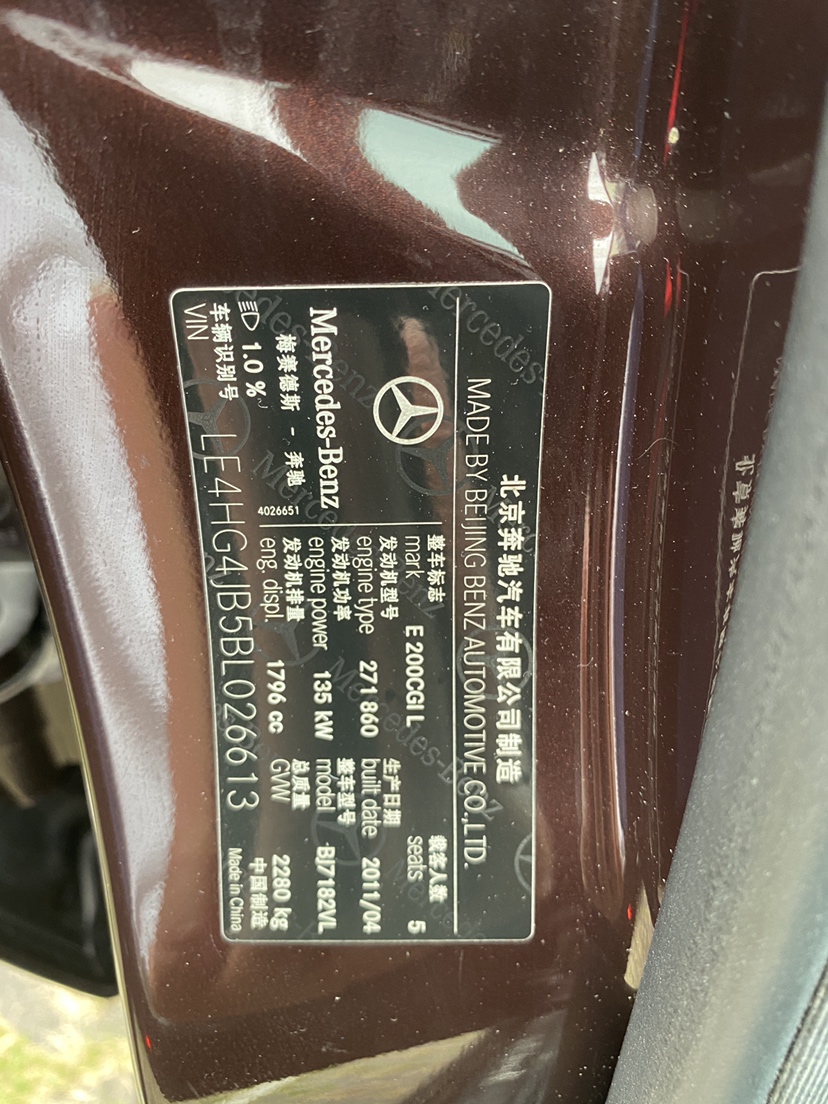 北京奔驰汽车有限公司制造
MADE BY BEIJING BENZ AUTOMOTIVE CO.,LTD.
整车标志 载客人数
mark E 200CGI L seats 5
发动机型号 生产日期
engine type 271 860 built date 2011/04
Mercedes-Benz
发动机功率 整车型号
engine power 135 kW model BJ7182VL
梅赛德斯 - 奔驰
发动机排量 总质量
eng. displ. 1796 cc GVW 2280 kg
1.0 % 4026651
车辆识别号 中国制造
VIN LE4HG4JB5BL026613 Made in China